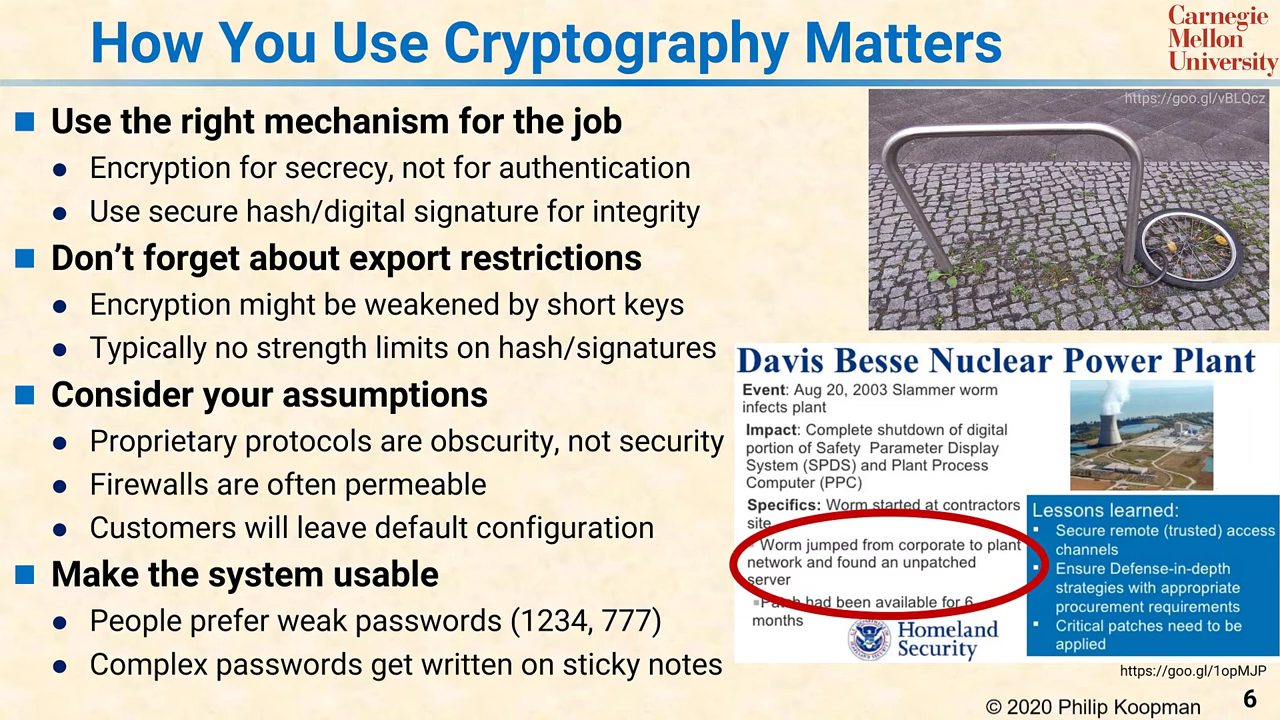 How You Use Cryptography Matters
Carnegie
Mellon
University
Use the right mechanism for the job
Encryption for secrecy, not for authentication
Use secure hash/digital signature for integrity
Don’t forget about export restrictions
Encryption might be weakened by short keys
Typically no strength limits on hash/signatures
Consider your assumptions
Proprietary protocols are obscurity, not security
Firewalls are often permeable
Customers will leave default configuration
Make the system usable
People prefer weak passwords (1234, 777)
Complex passwords get written on sticky notes
https://goo.gl/vBLQcz
Davis Besse Nuclear Power Plant
Event: Aug 20, 2003 Slammer worm
infects plant
Impact: Complete shutdown of digital
portion of Safety Parameter Display
System (SPDS) and Plant Process
Computer (PPC)
Specifics: Worm started at contractors
site
Worm jumped from corporate to plant
network and found an unpatched
server
Patch had been available for 6
months
Homeland
Security
Lessons learned:
Secure remote (trusted) access
channels
Ensure Defense-in-depth
strategies with appropriate
procurement requirements
Critical patches need to be
applied
https://goo.gl/1opMJP
© 2020 Philip Koopman
6